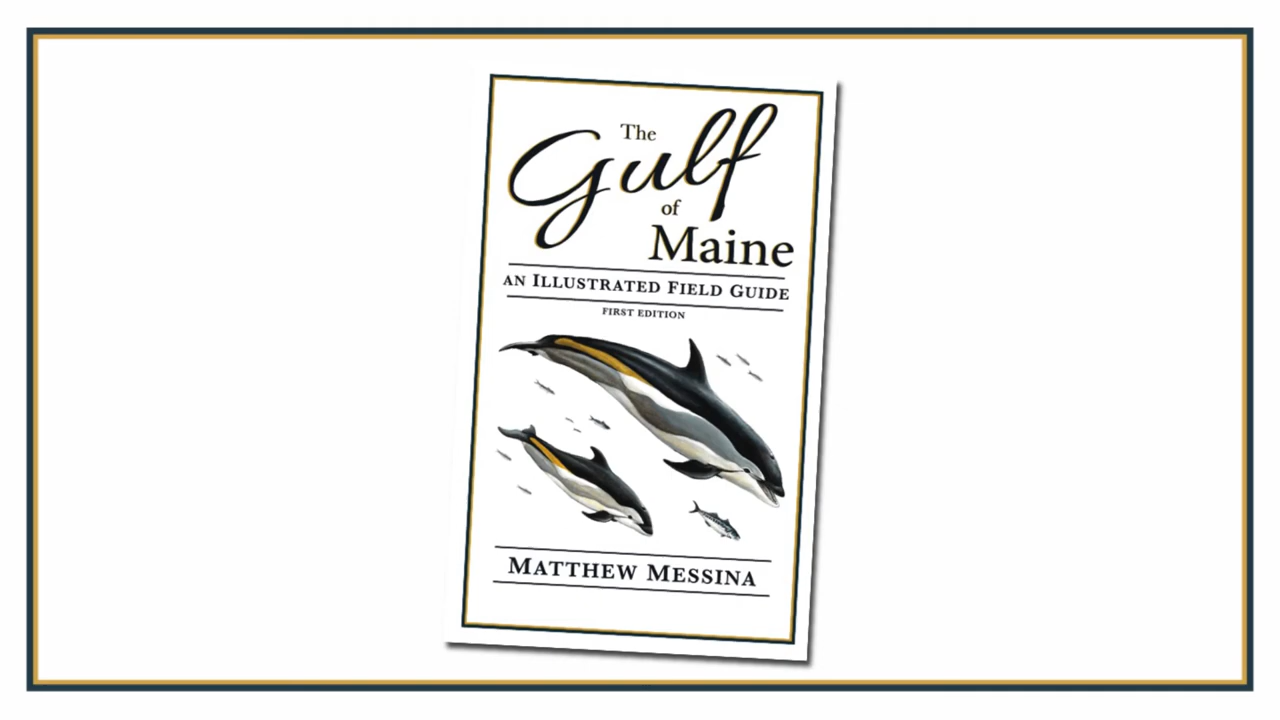 The
Gulf
of
Maine
AN ILLUSTRATED FIELD GUIDE
FIRST EDITION
MATTHEW MESSINA